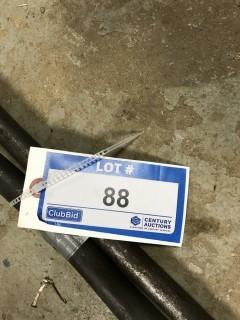 LOT #
88
ClubBid
CENTURY
AUCTIONS